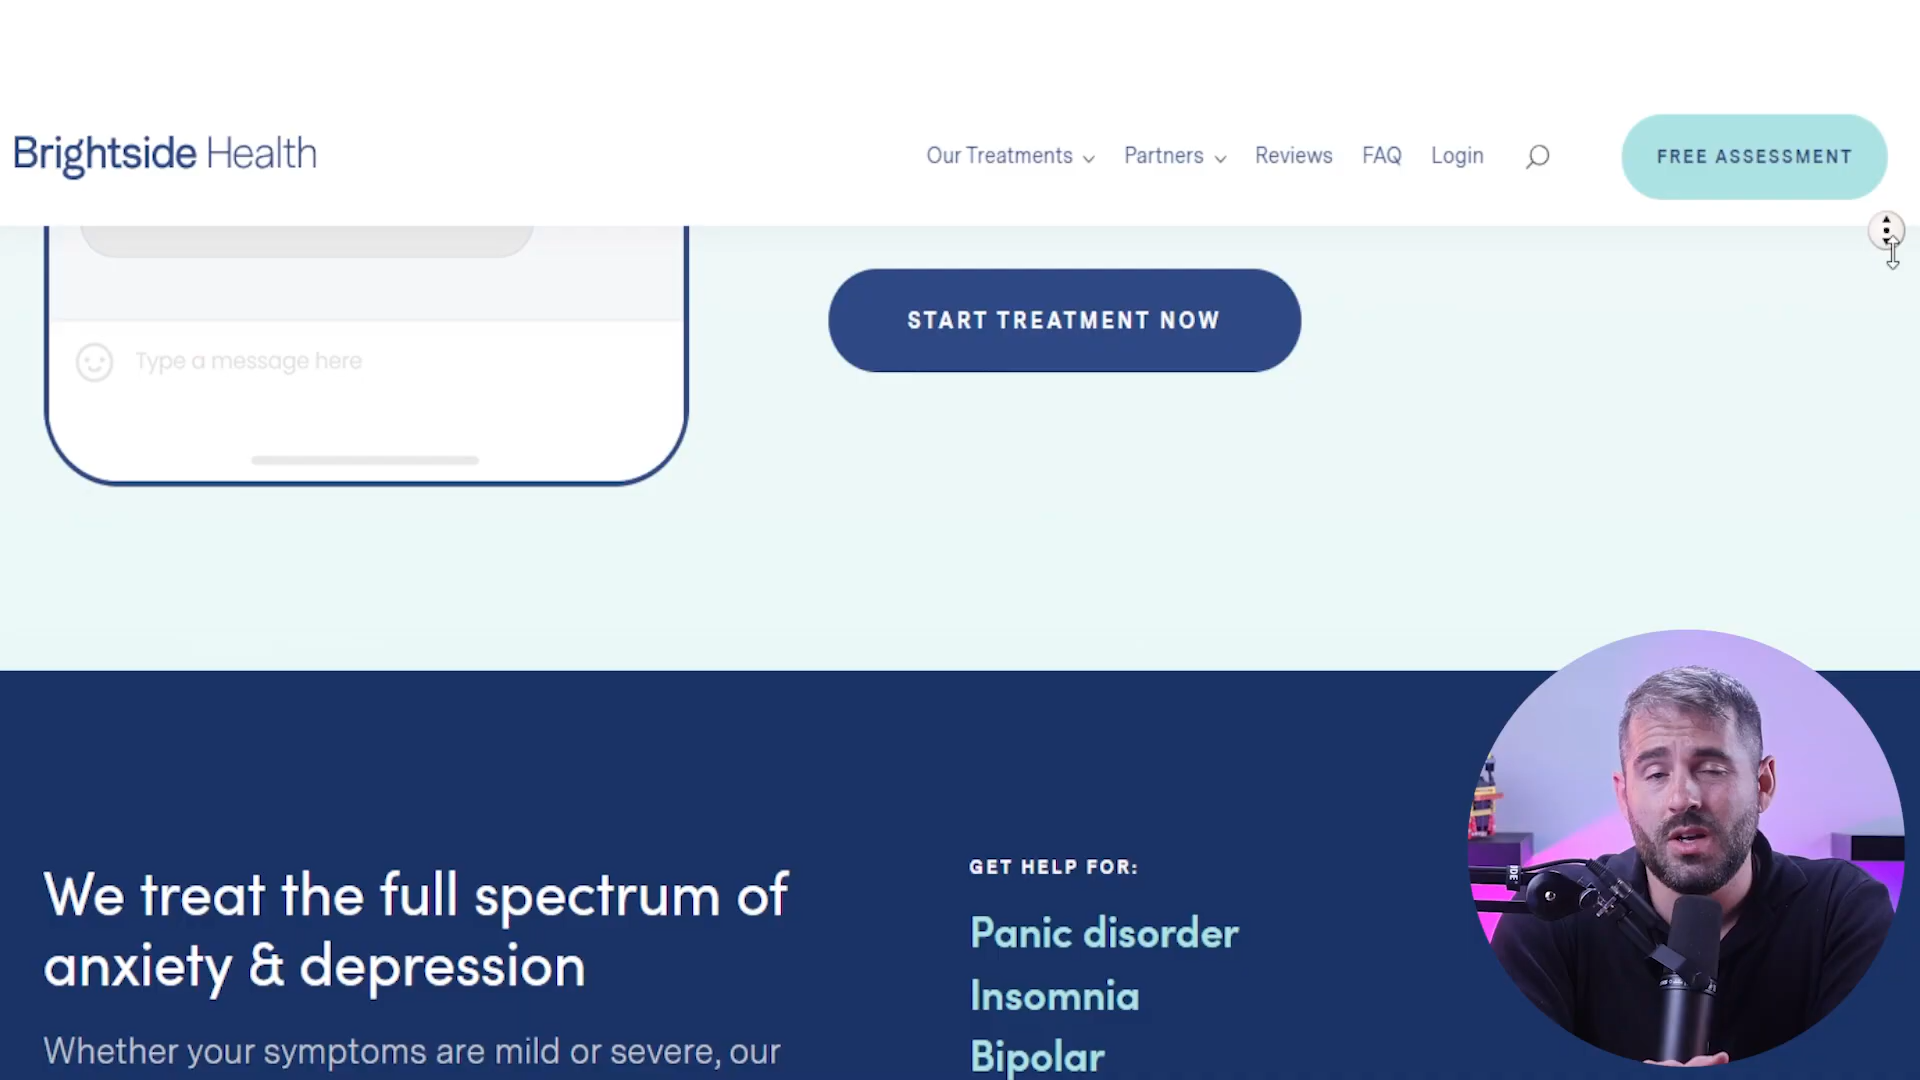 Brightside Health
Our Treatments
Partners
Reviews
FAQ
Login
FREE ASSESSMENT
START TREATMENT NOW
Type a message here
We treat the full spectrum of
anxiety & depression
Whether your symptoms are mild or severe, our
GET HELP FOR:
Panic disorder
Insomnia
Bipolar